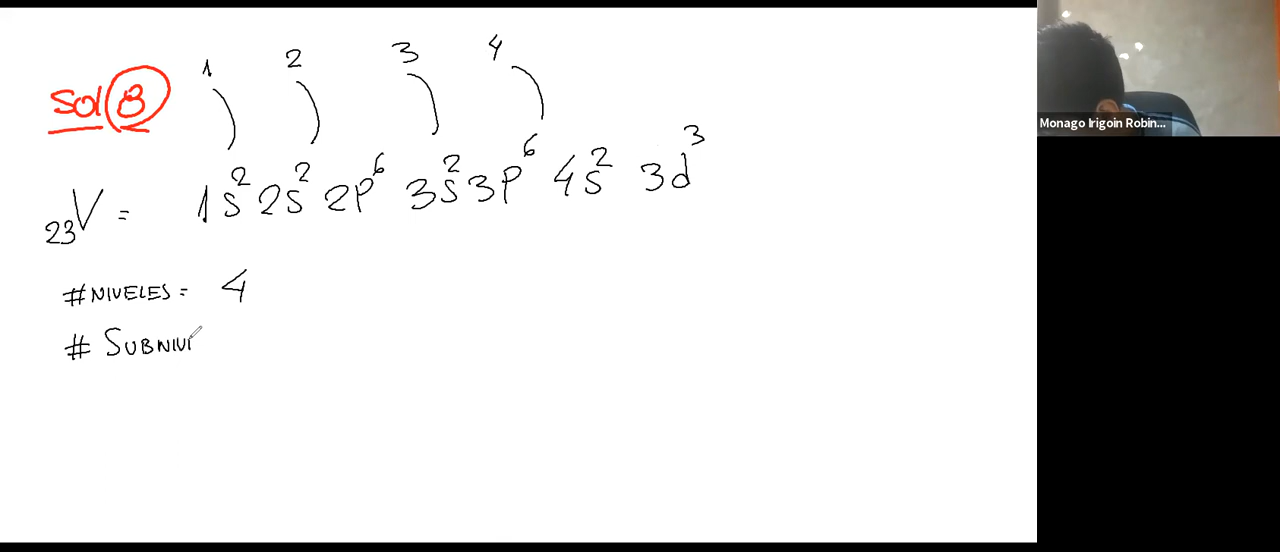 1 2 3 4
Sol 8
₂₃V = 1s² 2s² 2p⁶ 3s² 3p⁶ 4s² 3d³
#NIVELES = 4
# SUBNIV
Monago Irigoin Robin...